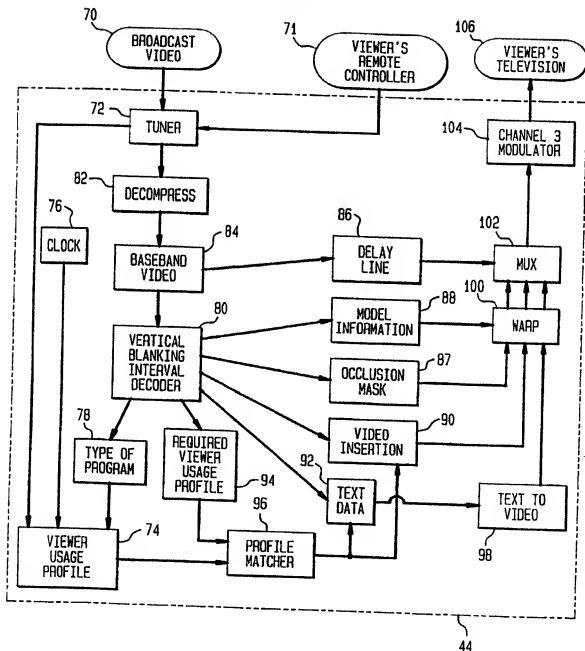 70
BROADCAST
VIDEO
71
VIEWER'S
REMOTE
CONTROLLER
106
VIEWER'S
TELEVISION
72
TUNER
104
CHANNEL 3
MODULATOR
82
DECOMPRESS
76
CLOCK
84
BASEBAND
VIDEO
86
DELAY
LINE
102
MUX
80
VERTICAL
BLANKING
INTERVAL
DECODER
88
MODEL
INFORMATION
100
WARP
87
OCCLUSION
MASK
78
TYPE OF
PROGRAM
REQUIRED
VIEWER
USAGE
PROFILE
94
90
VIDEO
INSERTION
92
TEXT
DATA
TEXT TO
VIDEO
98
74
VIEWER
USAGE
PROFILE
96
PROFILE
MATCHER
44